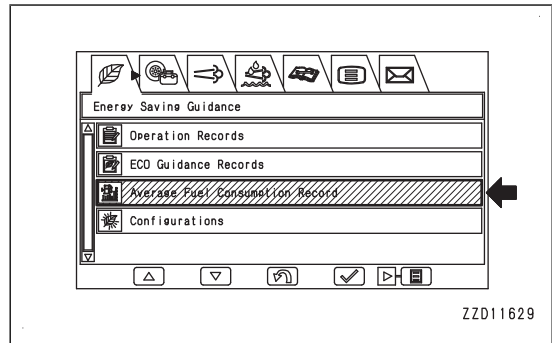 Energy Saving Guidance
Operation Records
ECO Guidance Records
Average Fuel Consumption Record
Configurations
ZZD11629